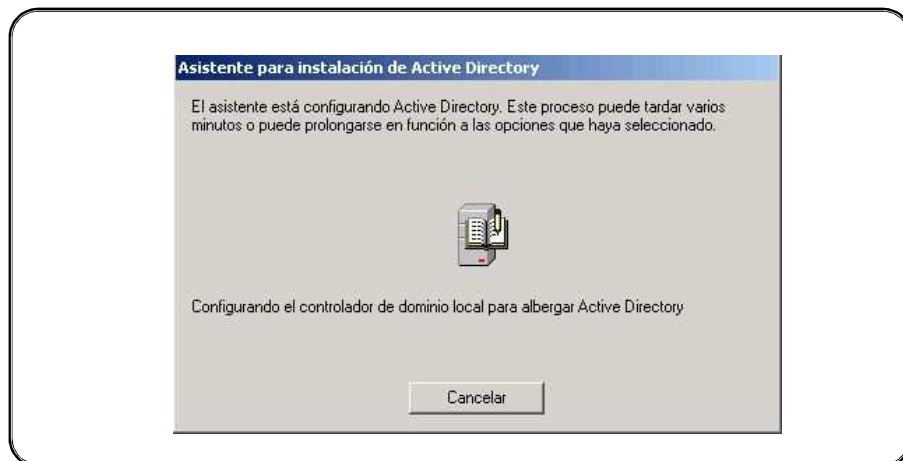 Asistente para instalación de Active Directory
El asistente está configurando Active Directory. Este proceso puede tardar varios
minutos o puede prolongarse en función a las opciones que haya seleccionado.
Configurando el controlador de dominio local para albergar Active Directory
Cancelar